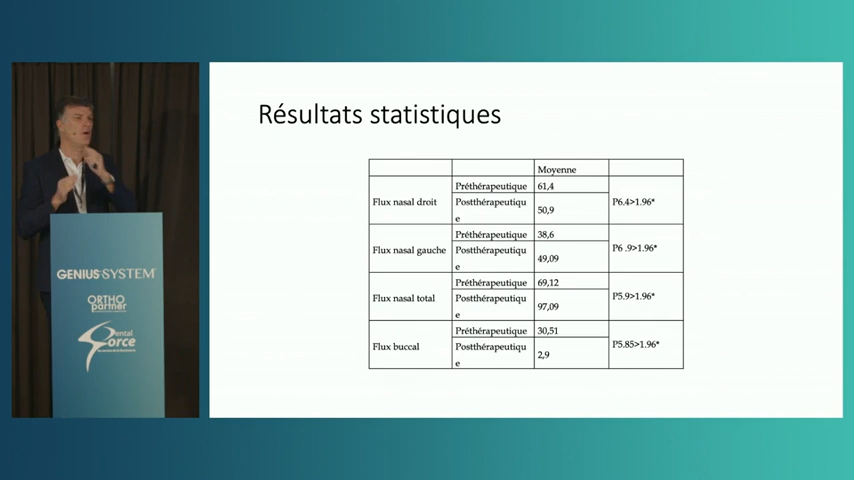 Résultats statistiques
Moyenne
Flux nasal droit
Préthérapeutique
61,4
P6.4>1.96*
Postthérapeutiqu
e
50,9
Flux nasal gauche
Préthérapeutique
38,6
P6 .9>1.96*
Postthérapeutiqu
e
49,09
Flux nasal total
Préthérapeutique
69,12
P5.9>1.96*
Postthérapeutiqu
e
97,09
Flux buccal
Préthérapeutique
30,51
P5.85>1.96*
Postthérapeutiqu
e
2,9
GENIUS SYSTEM
ORTHO
partner
Dental
Force